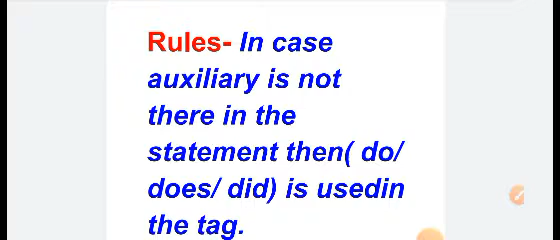 Rules- In case
auxiliary is not
there in the
statement then( do/
does/ did) is usedin
the tag.